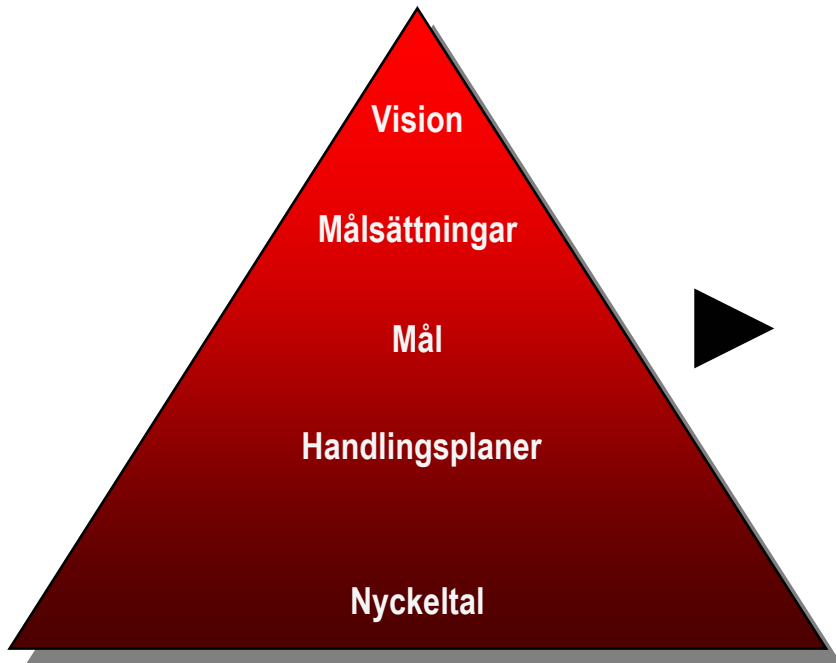 Vision
Målsättningar
Mål
Handlingsplaner
Nyckeltal